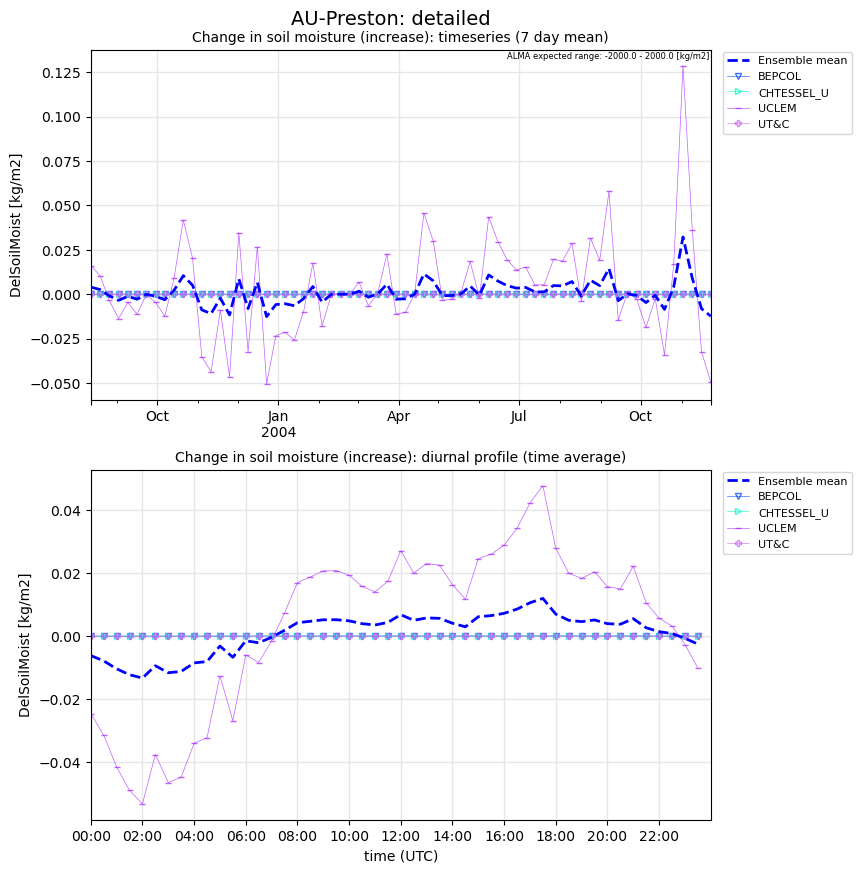 AU-Preston: detailed
Change in soil moisture (increase): timeseries (7 day mean)
ALMA expected range: -2000.0 - 2000.0 [kg/m2]
DelSoilMoist [kg/m2]
0.125
0.100
0.075
0.050
0.025
0.000
−0.025
−0.050
Oct
Jan
2004
Apr
Jul
Oct
Ensemble mean
BEPCOL
CHTESSEL_U
UCLEM
UT&C
Change in soil moisture (increase): diurnal profile (time average)
DelSoilMoist [kg/m2]
0.04
0.02
0.00
−0.02
−0.04
00:00 02:00 04:00 06:00 08:00 10:00 12:00 14:00 16:00 18:00 20:00 22:00
time (UTC)
Ensemble mean
BEPCOL
CHTESSEL_U
UCLEM
UT&C